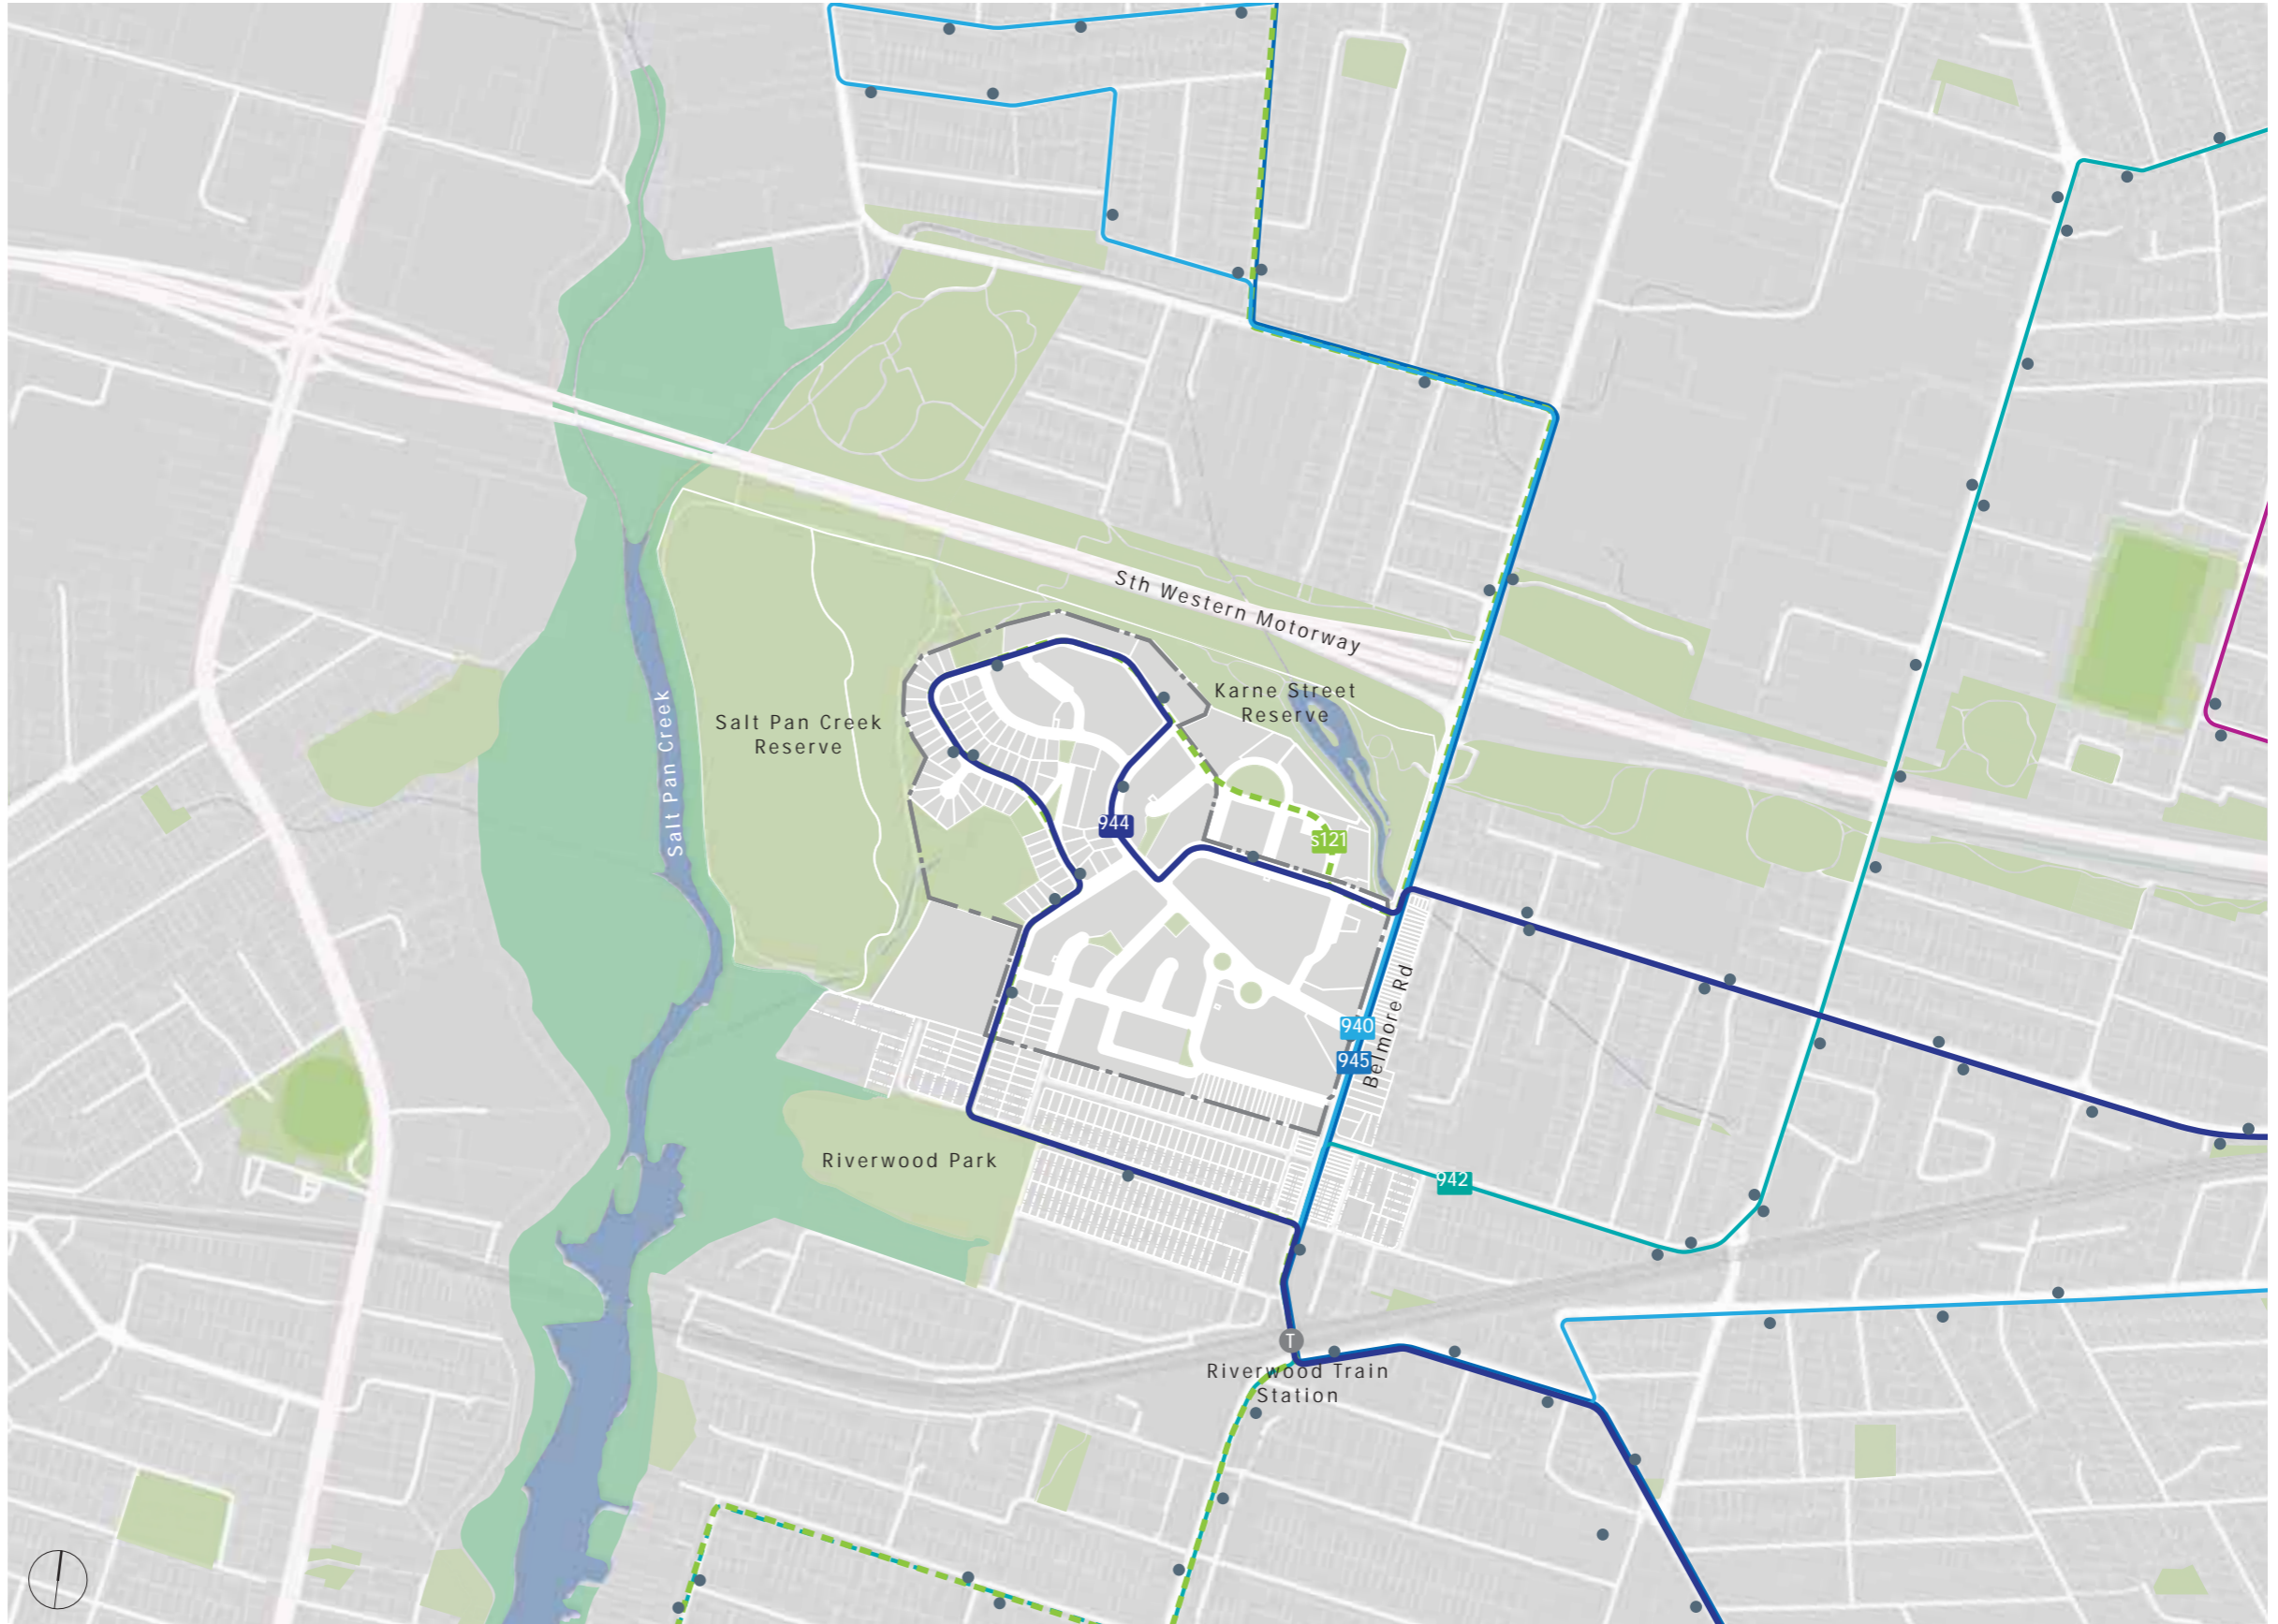 Sth Western Motorway
Karne Street
Reserve
Salt Pan Creek
Reserve
Salt Pan Creek
944
s121
Belmore Rd
940
945
Riverwood Park
942
T
Riverwood Train
Station